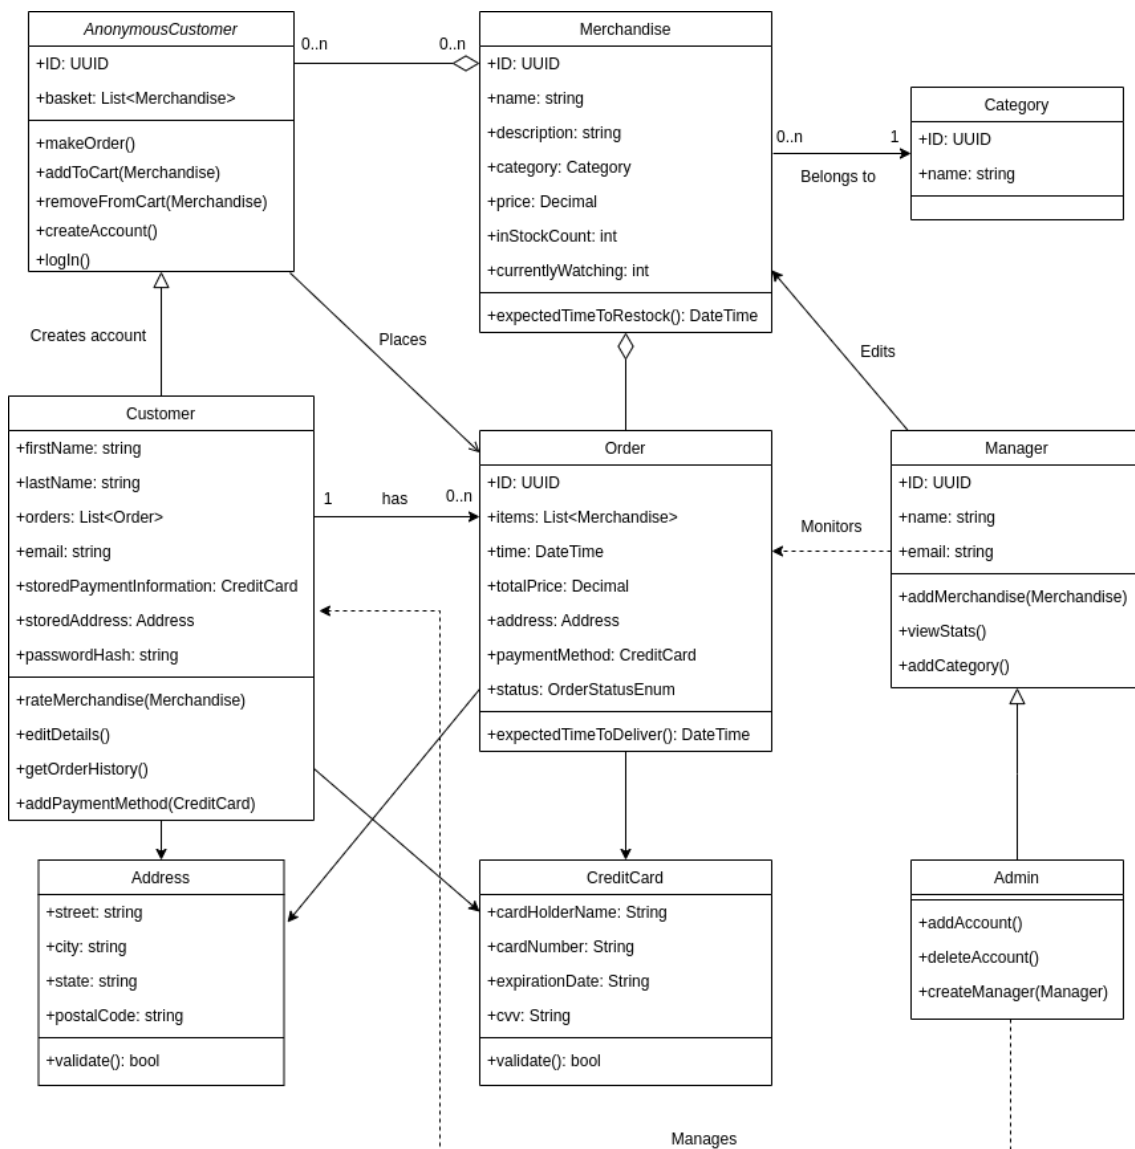 AnonymousCustomer
+ID: UUID
+basket: List<Merchandise>
+makeOrder()
+addToCart(Merchandise)
+removeFromCart(Merchandise)
+createAccount()
+logIn()
0..n
0..n
Merchandise
+ID: UUID
+name: string
+description: string
+category: Category
+price: Decimal
+inStockCount: int
+currentlyWatching: int
+expectedTimeToRestock(): DateTime
0..n
1
Belongs to
Category
+ID: UUID
+name: string
Creates account
Places
Edits
Customer
+firstName: string
+lastName: string
+orders: List<Order>
+email: string
+storedPaymentInformation: CreditCard
+storedAddress: Address
+passwordHash: string
+rateMerchandise(Merchandise)
+editDetails()
+getOrderHistory()
+addPaymentMethod(CreditCard)
1
has
0..n
Order
+ID: UUID
+items: List<Merchandise>
+time: DateTime
+totalPrice: Decimal
+address: Address
+paymentMethod: CreditCard
+status: OrderStatusEnum
+expectedTimeToDeliver(): DateTime
Monitors
Manager
+ID: UUID
+name: string
+email: string
+addMerchandise(Merchandise)
+viewStats()
+addCategory()
Address
+street: string
+city: string
+state: string
+postalCode: string
+validate(): bool
CreditCard
+cardHolderName: String
+cardNumber: String
+expirationDate: String
+cvv: String
+validate(): bool
Admin
+addAccount()
+deleteAccount()
+createManager(Manager)
Manages